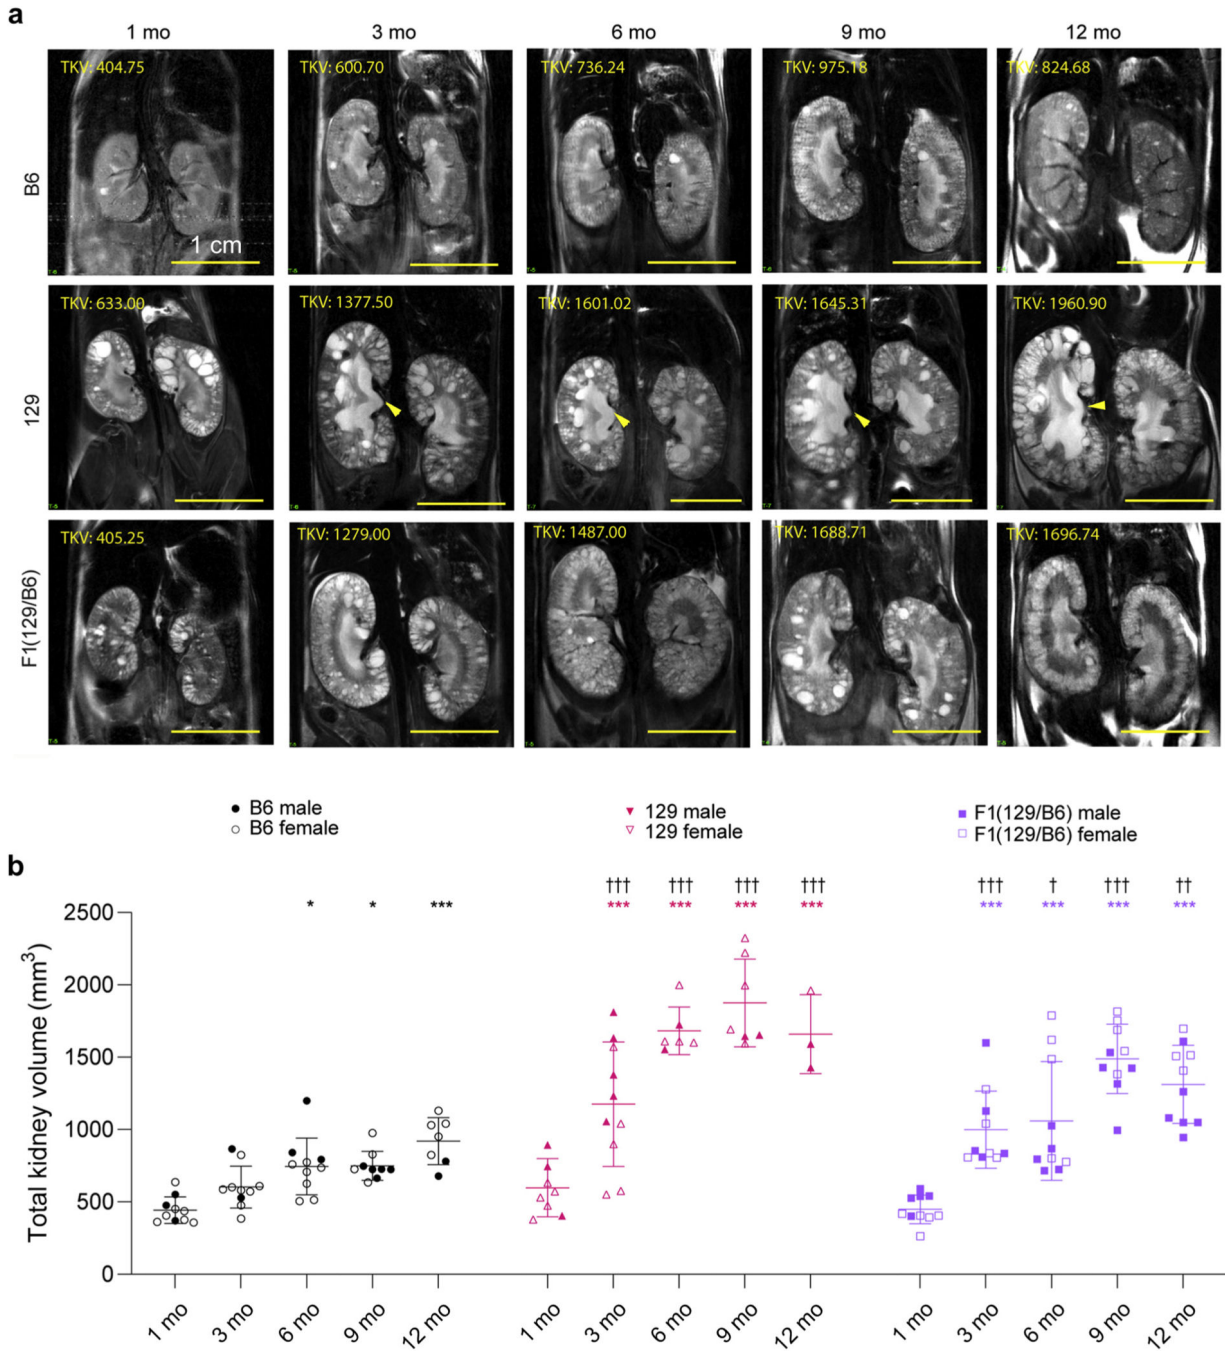 a
1 mo 3 mo 6 mo 9 mo 12 mo
B6
TKV: 404.75 TKV: 600.70 TKV: 736.24 TKV: 975.18 TKV: 824.68
1 cm
129
TKV: 633.00 TKV: 1377.50 TKV: 1601.02 TKV: 1645.31 TKV: 1960.90
F1(129/B6)
TKV: 405.25 TKV: 1279.00 TKV: 1487.00 TKV: 1688.71 TKV: 1696.74
B6 male 129 male F1(129/B6) male
B6 female 129 female F1(129/B6) female
b
††† ††† ††† ††† ††† † ††† ††
* * *** *** *** *** *** *** *** *** ***
Total kidney volume (mm³)
2500
2000
1500
1000
500
0
1 mo 3 mo 6 mo 9 mo 12 mo 1 mo 3 mo 6 mo 9 mo 12 mo 1 mo 3 mo 6 mo 9 mo 12 mo